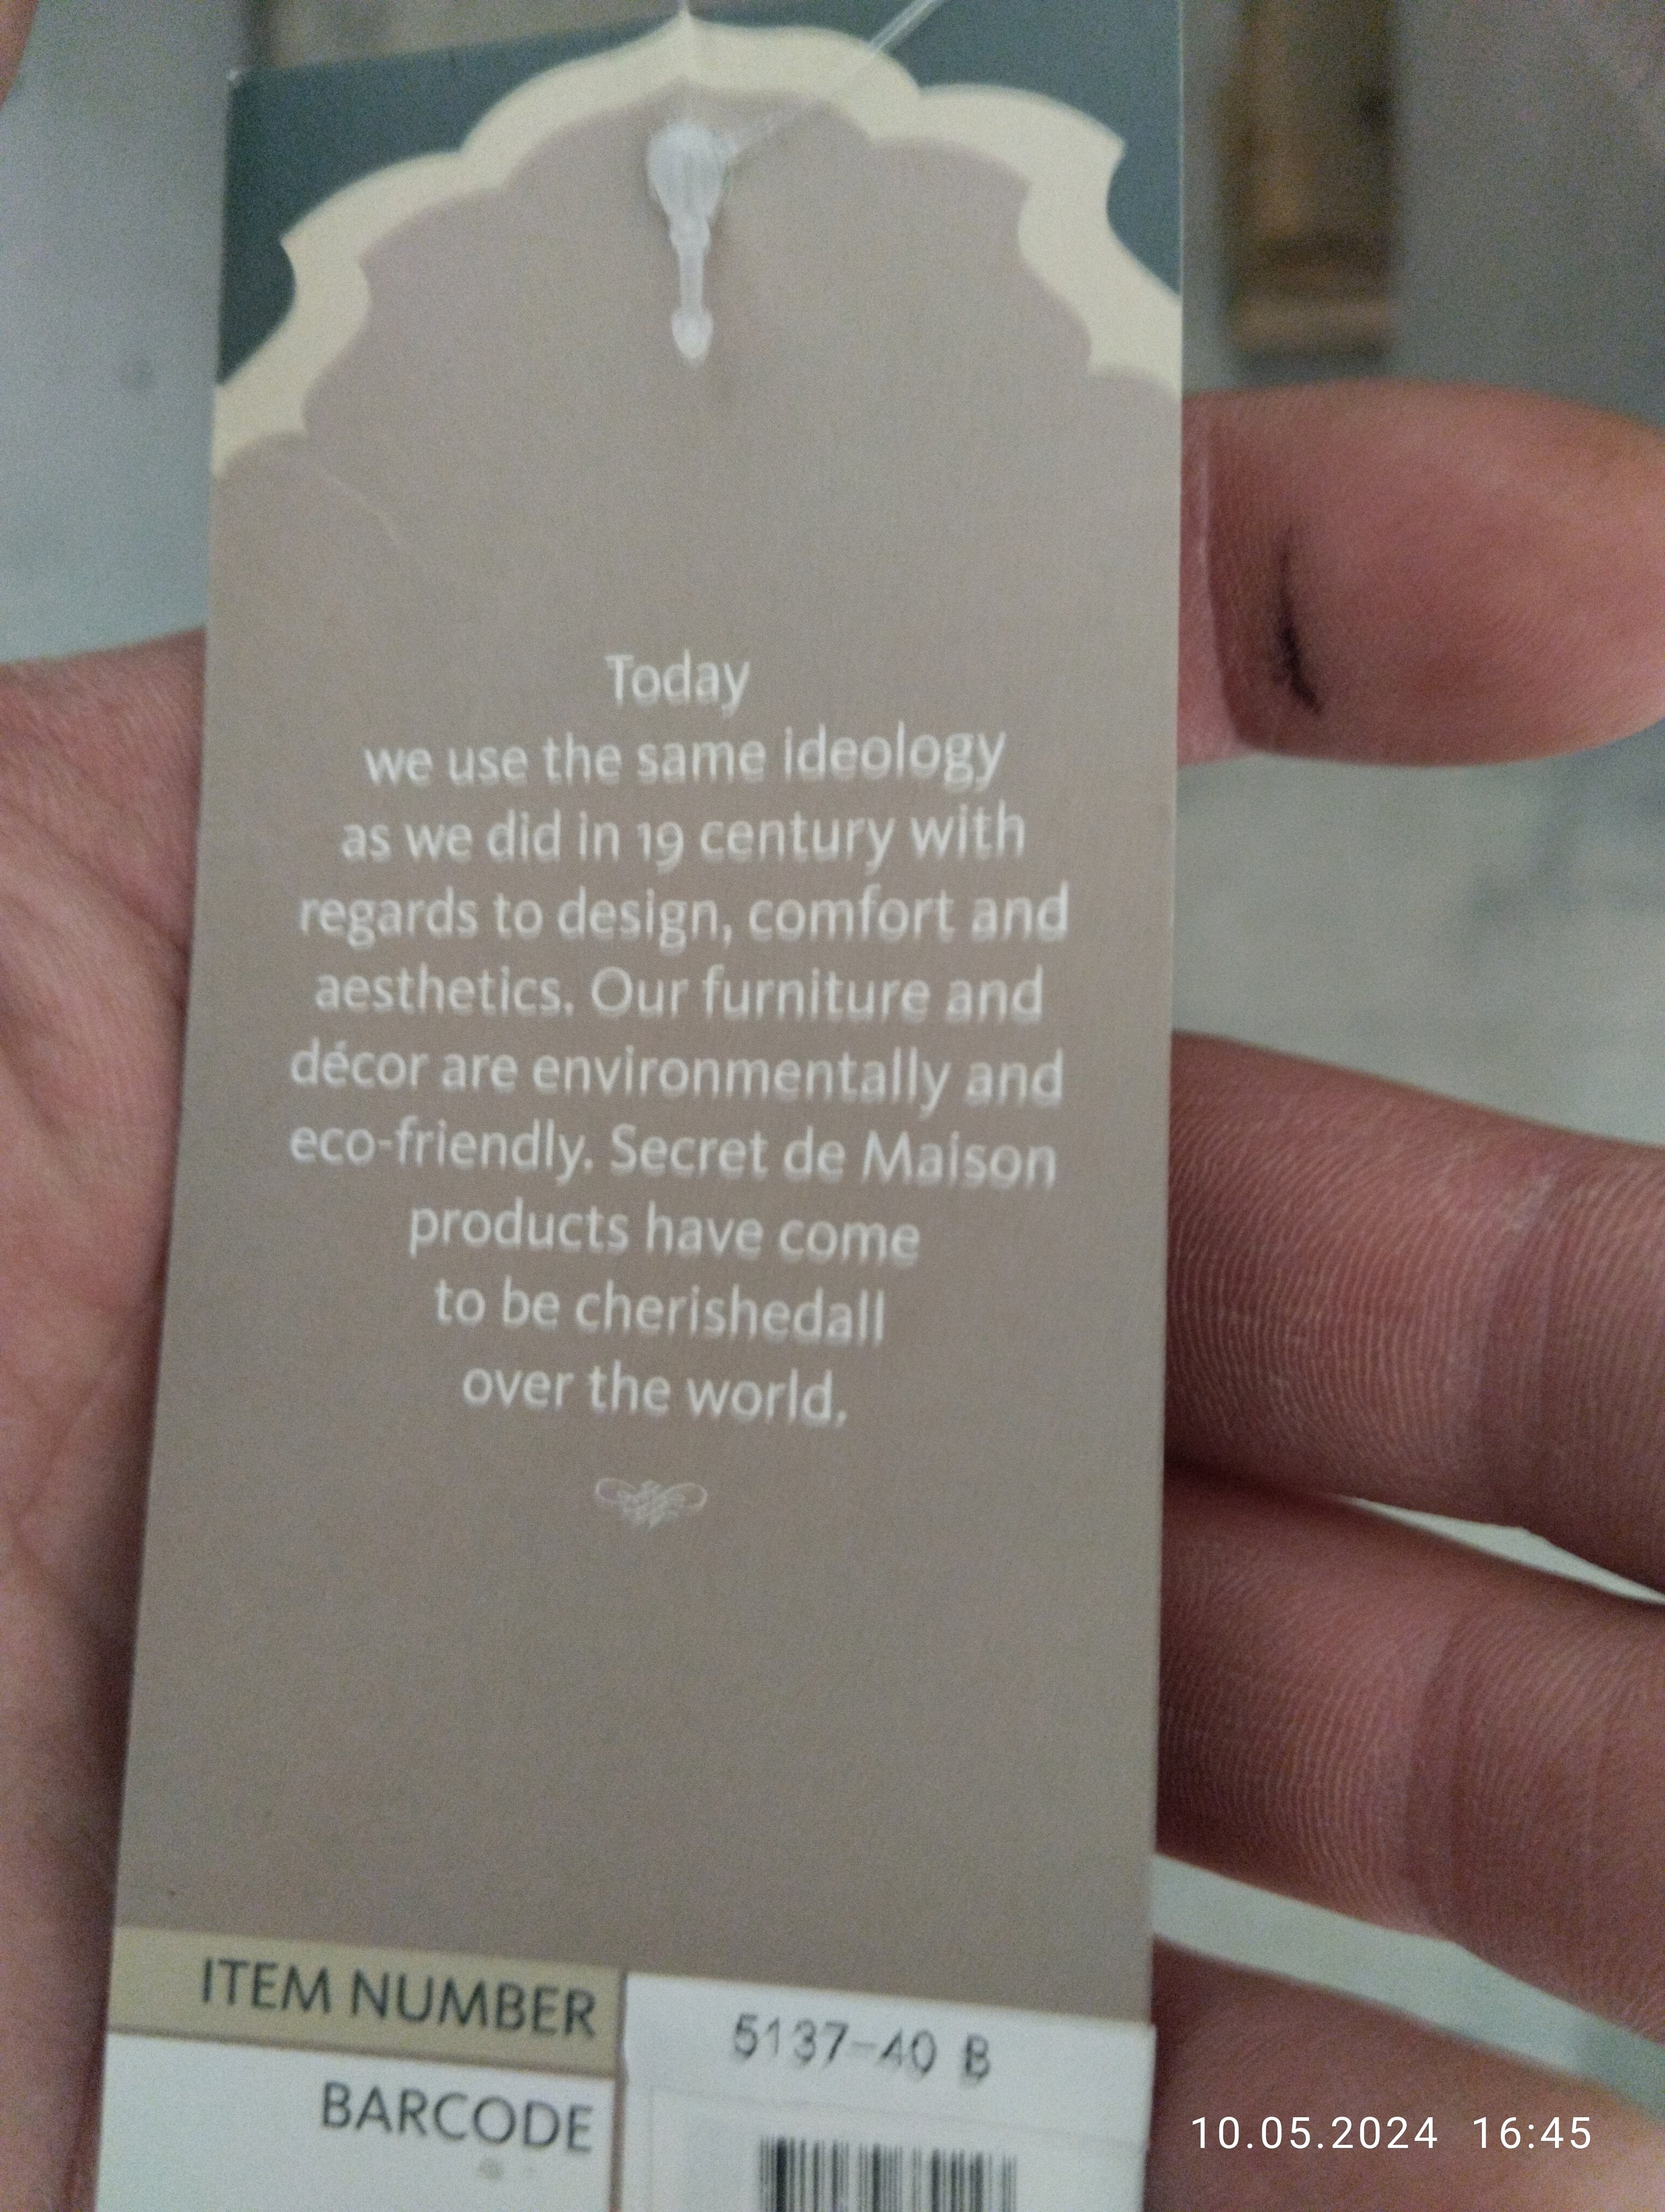 Today
we use the same ideology
as we did in 19 century with
regards to design, comfort and
aesthetics. Our furniture and
décor are environmentally and
eco-friendly. Secret de Maison
products have come
to be cherishedall
over the world.
ITEM NUMBER
5137-40 B
BARCODE
10.05.2024 16:45